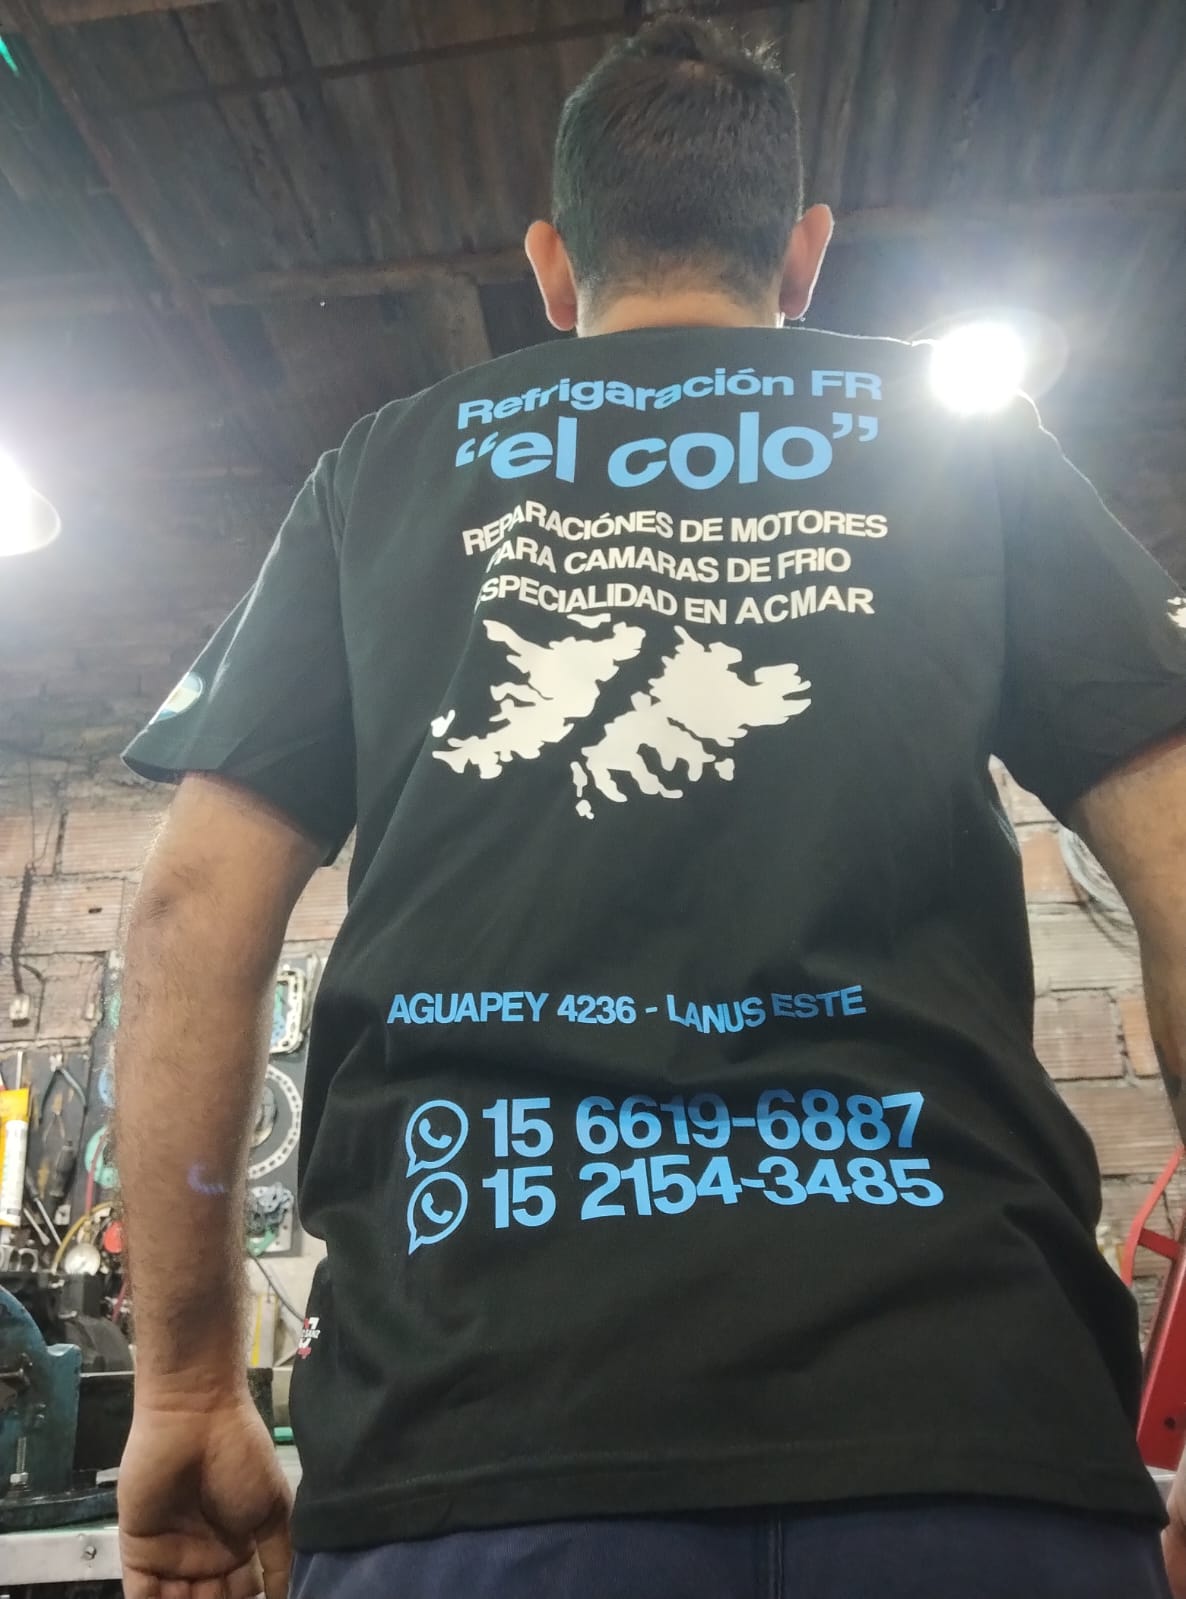 Refrigaración FR
“el colo”
REPARACIÓNES DE MOTORES
PARA CAMARAS DE FRIO
ESPECIALIDAD EN ACMAR
AGUAPEY 4236 - LANUS ESTE
15 6619-6887
15 2154-3485